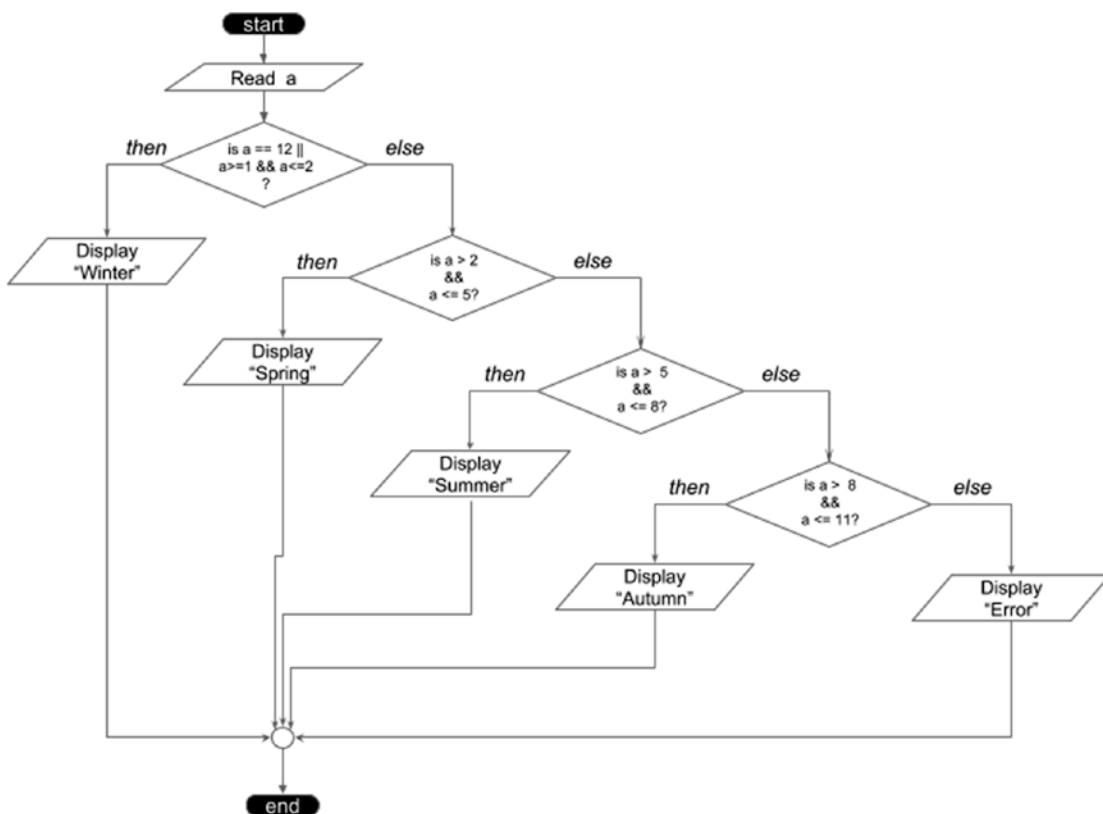 start
Read a
is a == 12 ||
a>=1 && a<=2
?
then
else
Display
“Winter”
is a > 2
&&
a <= 5?
then
else
Display
“Spring”
is a > 5
&&
a <= 8?
then
else
Display
“Summer”
is a > 8
&&
a <= 11?
then
else
Display
“Autumn”
Display
“Error”
end